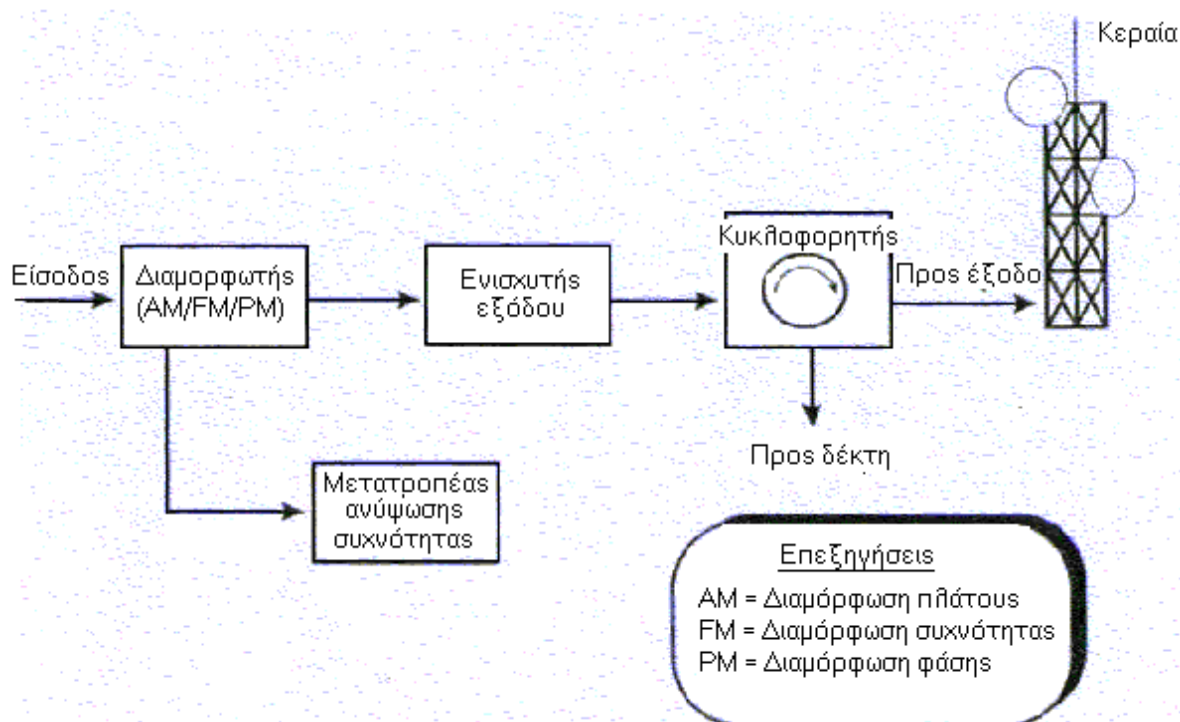 Κεραία
Είσοδος
Διαμορφωτής
(AM/FM/PM)
Ενισχυτής
εξόδου
Κυκλοφορητής
Προς έξοδο
Προς δέκτη
Μετατροπέας
ανύψωσης
συχνότητας
Επεξηγήσεις
AM = Διαμόρφωση πλάτους
FM = Διαμόρφωση συχνότητας
PM = Διαμόρφωση φάσης